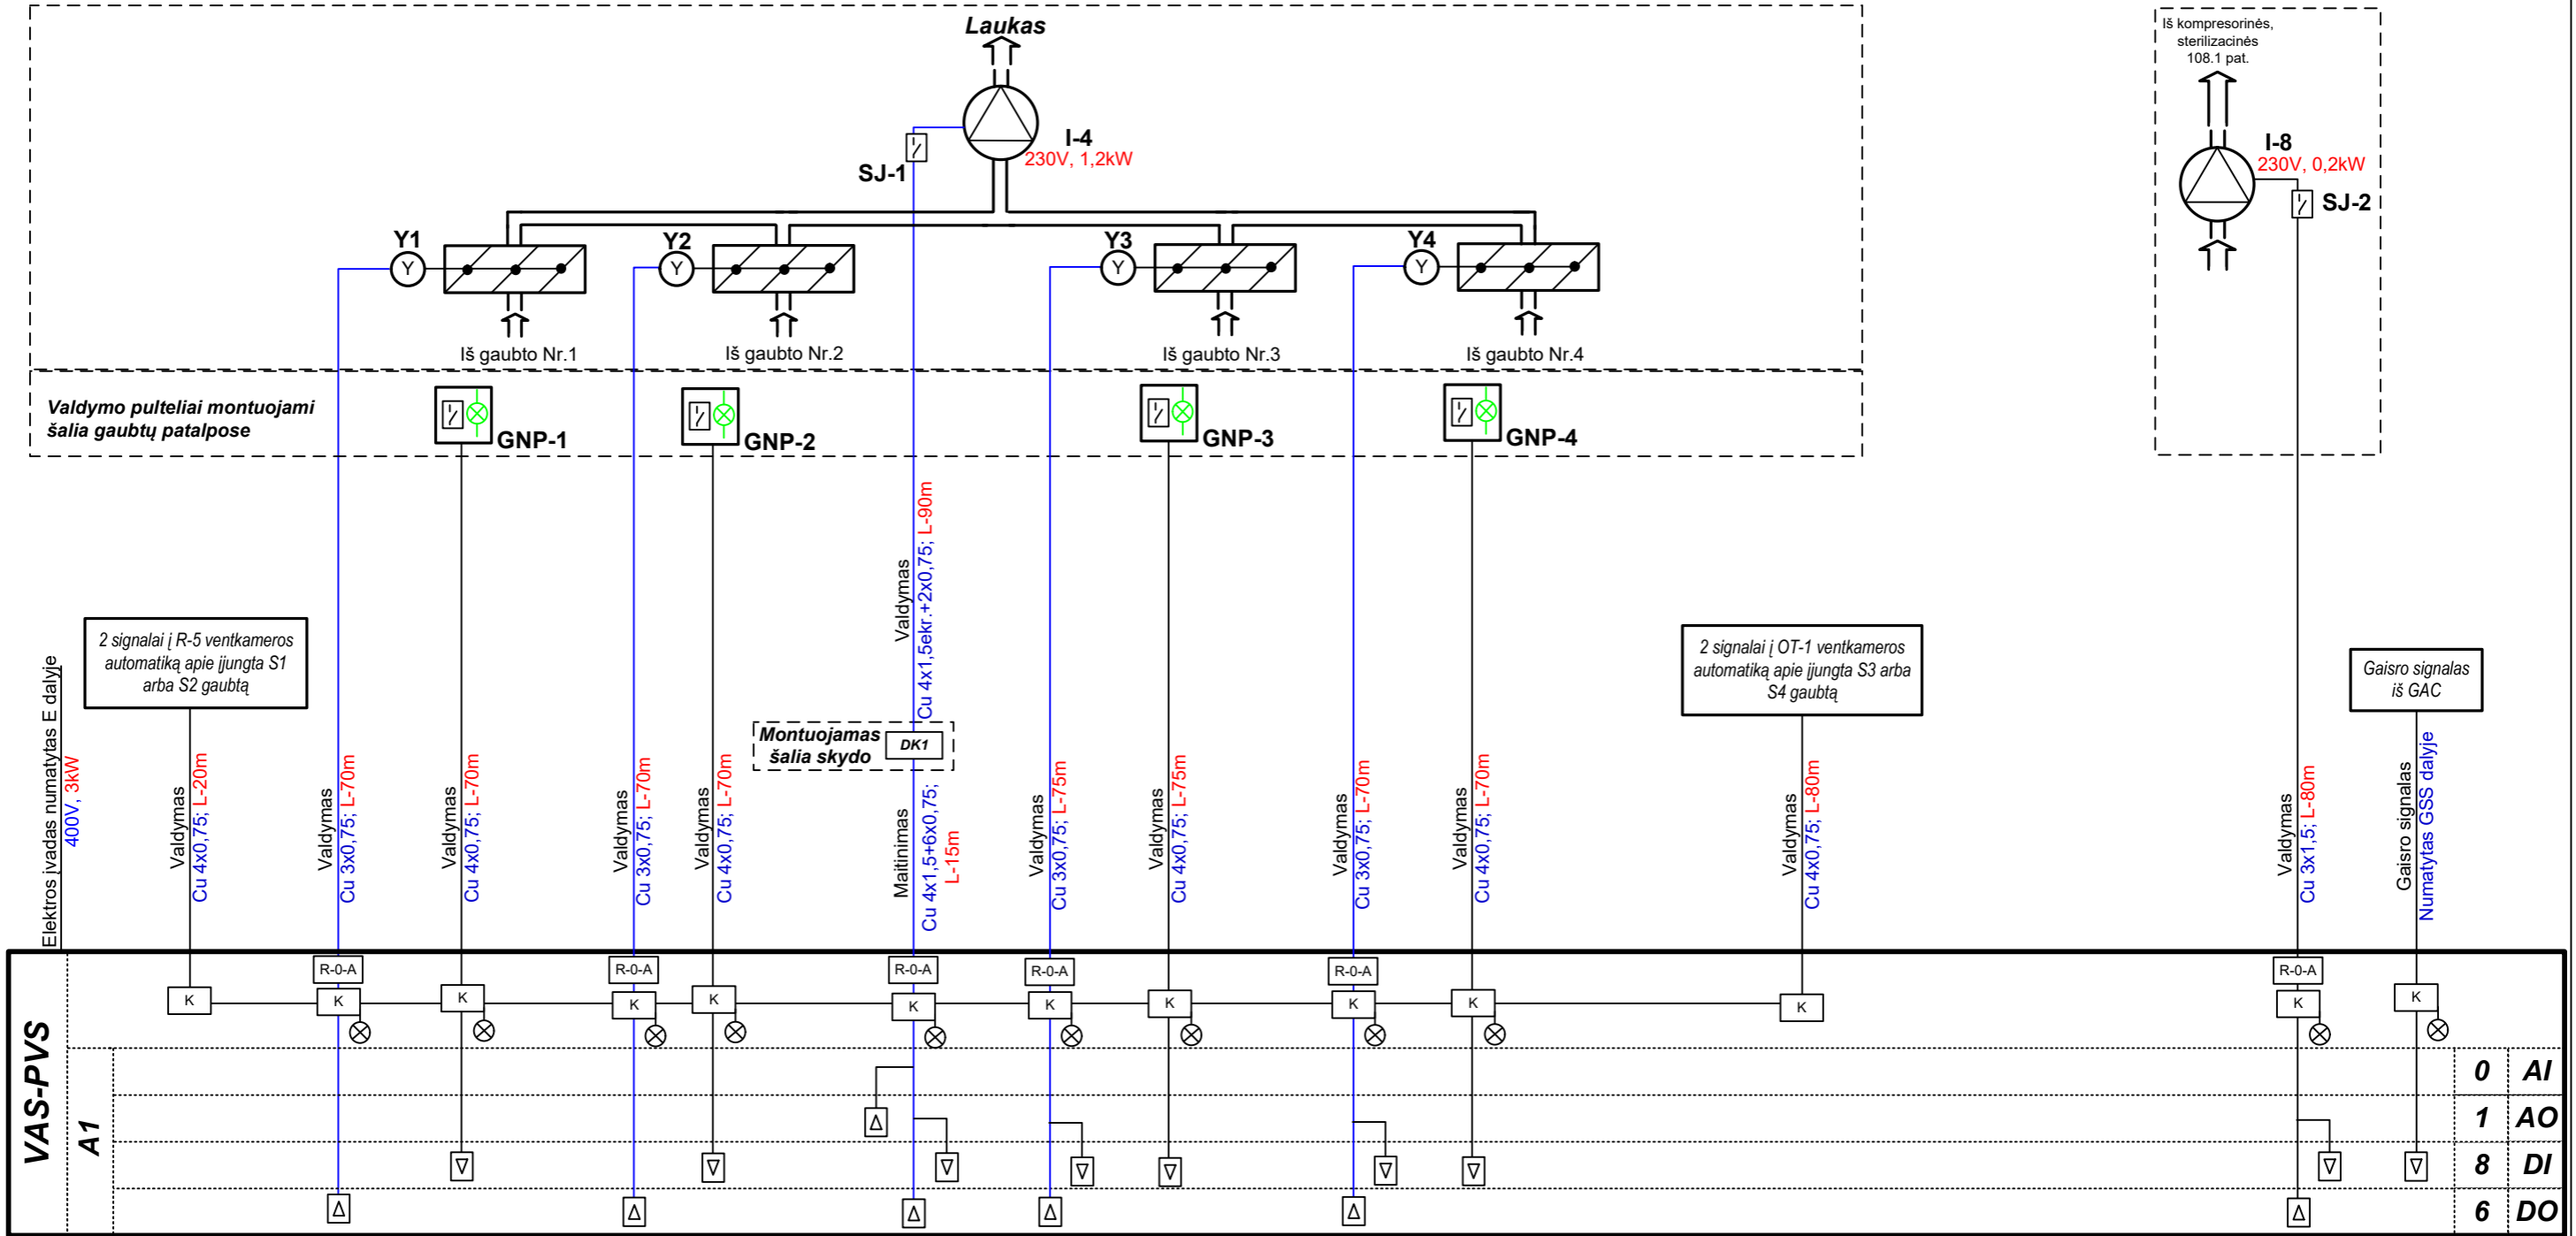 Laukas
I-4
230V, 1,2kW
SJ-1
Y1
Y
Y2
Y
Y3
Y
Y4
Y
Iš gaubto Nr.1
Iš gaubto Nr.2
Iš gaubto Nr.3
Iš gaubto Nr.4
Iš kompresorinės,
sterilizacinės
108.1 pat.
I-8
230V, 0,2kW
SJ-2
Valdymo pulteliai montuojami
šalia gaubtų patalpose
GNP-1
GNP-2
GNP-3
GNP-4
Elektros įvadas numatytas E dalyje
400V, 3kW
2 signalai į R-5 ventkameros
automatiką apie įjungta S1
arba S2 gaubtą
Valdymas
Cu 4x0,75; L-20m
Valdymas
Cu 3x0,75; L-70m
Valdymas
Cu 4x0,75; L-70m
Valdymas
Cu 3x0,75; L-70m
Valdymas
Cu 4x0,75; L-70m
Valdymas
Cu 4x1,5ekr.+2x0,75; L-90m
Montuojamas
šalia skydo
DK1
Maitinimas
Cu 4x1,5+6x0,75;
L-15m
Valdymas
Cu 3x0,75; L-75m
Valdymas
Cu 4x0,75; L-75m
Valdymas
Cu 3x0,75; L-70m
Valdymas
Cu 4x0,75; L-70m
2 signalai į OT-1 ventkameros
automatiką apie įjungta S3 arba
S4 gaubtą
Valdymas
Cu 4x0,75; L-80m
Valdymas
Cu 3x1,5; L-80m
Gaisro signalas
iš GAC
Gaisro signalas
Numatytas GSS dalyje
VAS-PVS
A1
R-0-A
R-0-A
R-0-A
R-0-A
R-0-A
R-0-A
K
K
K
K
K
K
K
K
K
K
K
K
K
0 AI
1 AO
8 DI
6 DO